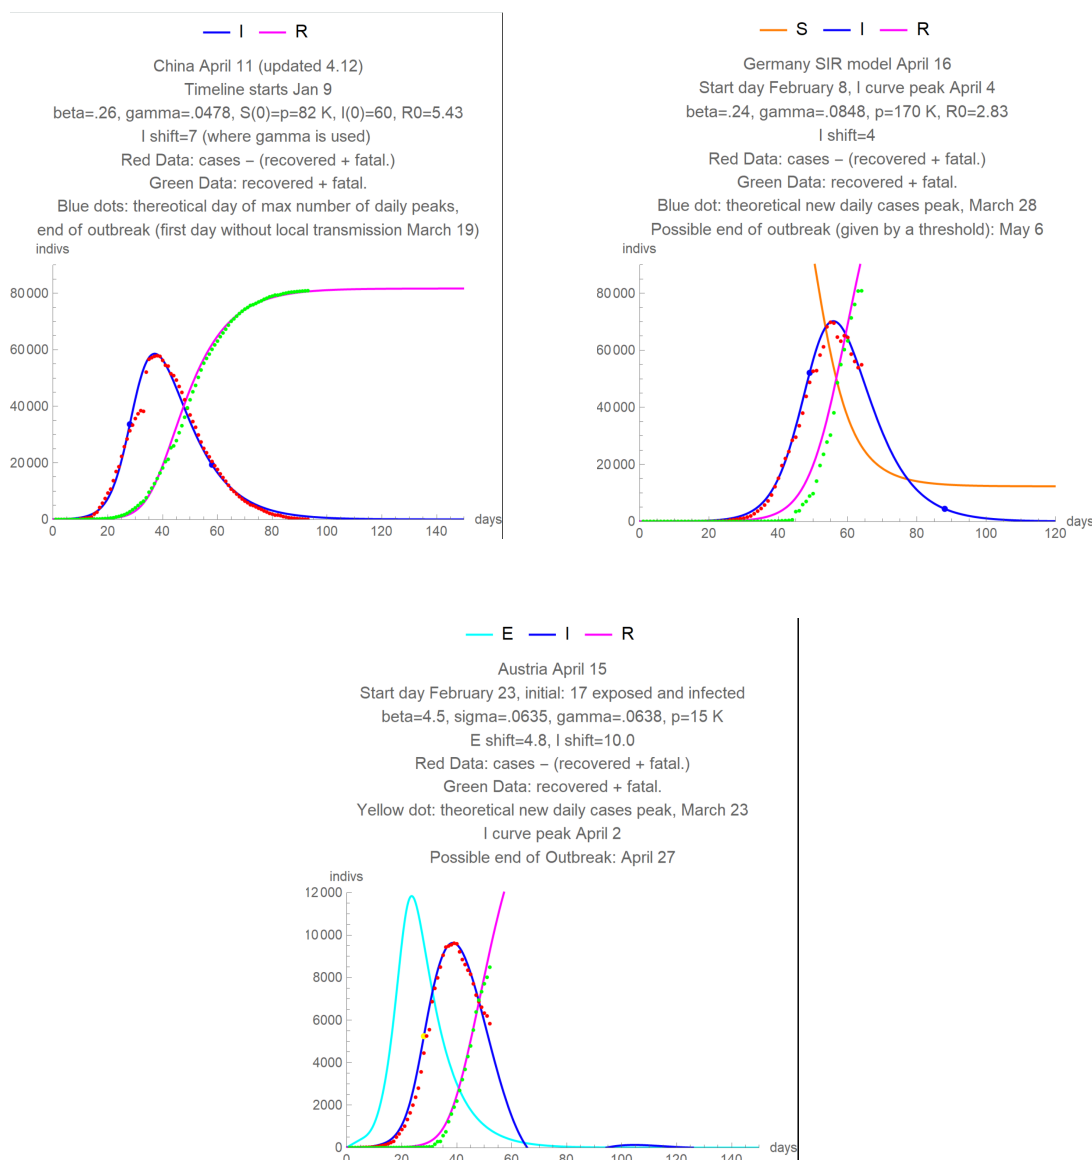 I R
China April 11 (updated 4.12)
Timeline starts Jan 9
beta=.26, gamma=.0478, S(0)=p=82 K, I(0)=60, R0=5.43
I shift=7 (where gamma is used)
Red Data: cases − (recovered + fatal.)
Green Data: recovered + fatal.
Blue dots: thereotical day of max number of daily peaks,
end of outbreak (first day without local transmission March 19)
indivs
80000
60000
40000
20000
0
0 20 40 60 80 100 120 140
days
S I R
Germany SIR model April 16
Start day February 8, I curve peak April 4
beta=.24, gamma=.0848, p=170 K, R0=2.83
I shift=4
Red Data: cases − (recovered + fatal.)
Green Data: recovered + fatal.
Blue dot: theoretical new daily cases peak, March 28
Possible end of outbreak (given by a threshold): May 6
indivs
80000
60000
40000
20000
0
0 20 40 60 80 100 120
days
E I R
Austria April 15
Start day February 23, initial: 17 exposed and infected
beta=4.5, sigma=.0635, gamma=.0638, p=15 K
E shift=4.8, I shift=10.0
Red Data: cases − (recovered + fatal.)
Green Data: recovered + fatal.
Yellow dot: theoretical new daily cases peak, March 23
I curve peak April 2
Possible end of Outbreak: April 27
indivs
12000
10000
8000
6000
4000
2000
0
days
0 20 40 60 80 100 120 140